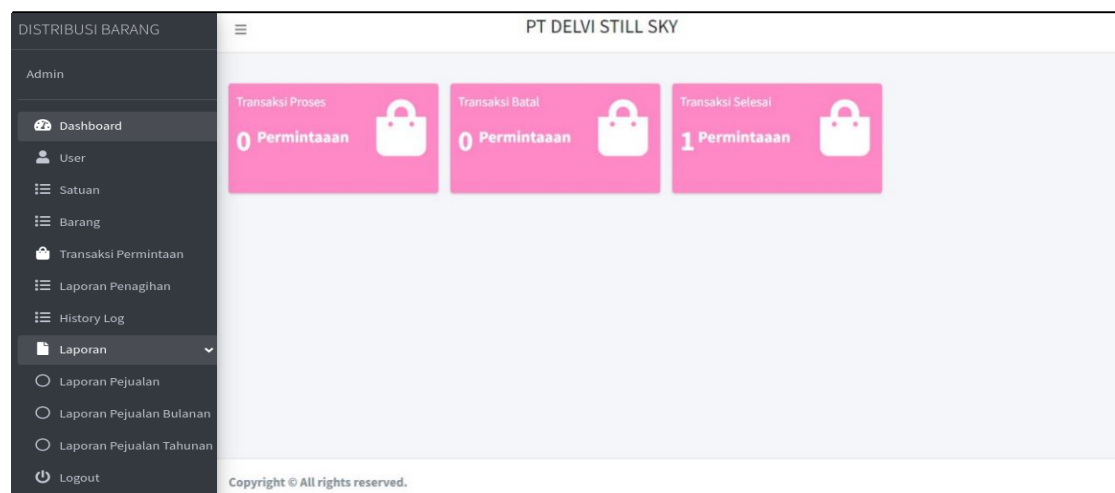 DISTRIBUSI BARANG
PT DELVI STILL SKY
Admin
Dashboard
User
Satuan
Barang
Transaksi Permintaan
Laporan Penagihan
History Log
Laporan
Laporan Pejualan
Laporan Pejualan Bulanan
Laporan Pejualan Tahunan
Logout
Transaksi Proses
0 Permintaaan
Transaksi Batal
0 Permintaaan
Transaksi Selesai
1 Permintaaan
Copyright © All rights reserved.